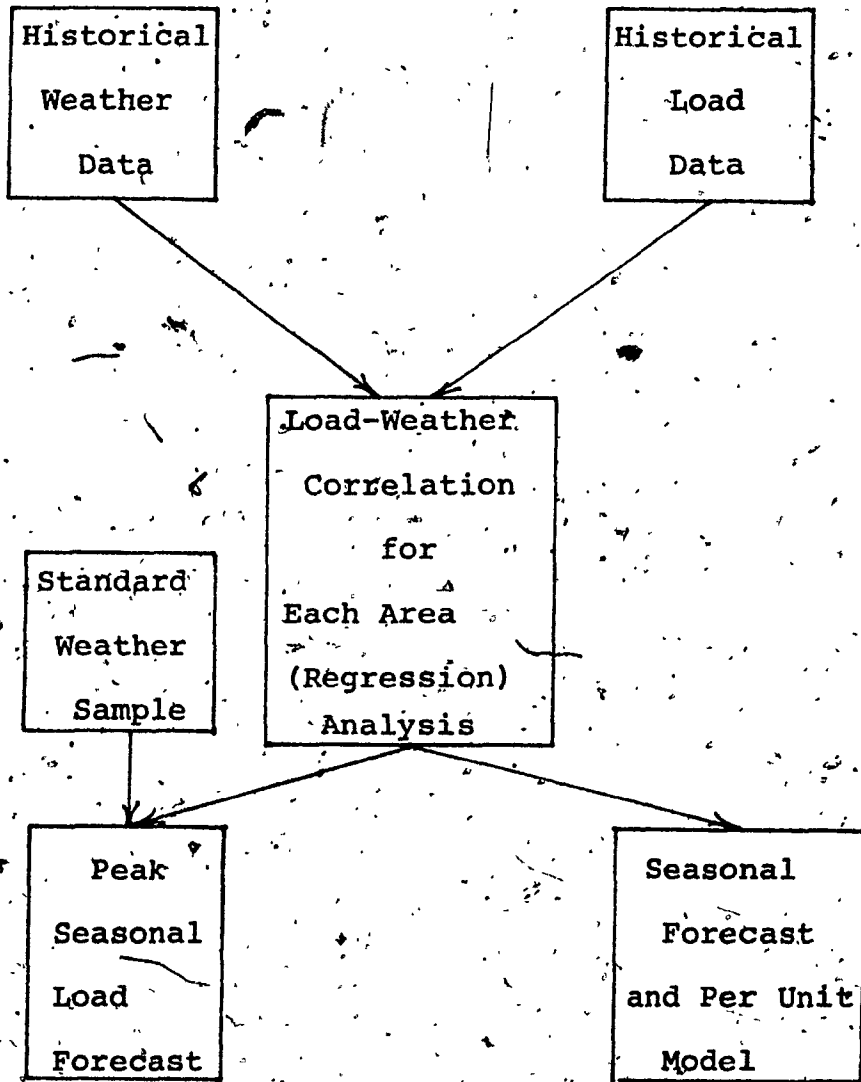 Historical
Weather
Data
Historical
Load
Data
Load-Weather
Correlation
for
Each Area
(Regression)
Analysis
Standard
Weather
Sample
Peak
Seasonal
Load
Forecast
Seasonal
Forecast
and Per Unit
Model